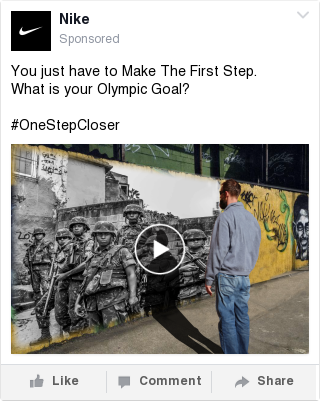 Nike
Sponsored
You just have to Make The First Step.
What is your Olympic Goal?
#OneStepCloser
Like
Comment
Share